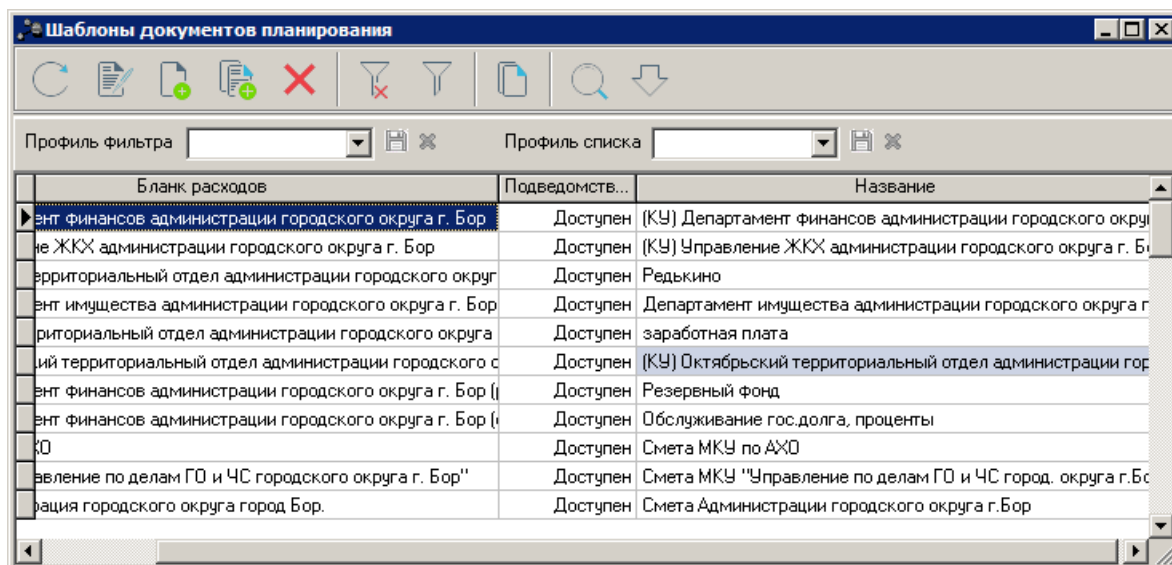 Шаблоны документов планирования
Профиль фильтра Профиль списка
Бланк расходов Подведомств... Название
ент финансов администрации городского округа г. Бор Доступен (КУ) Департамент финансов администрации городского
ие ЖКХ администрации городского округа г. Бор Доступен (КУ) Управление ЖКХ администрации городского округа г.
ерриториальный отдел администрации городского округ Доступен Редькино
ент имущества администрации городского округа г. Бор Доступен Департамент имущества администрации городского округа г
риториальный отдел администрации городского округа Доступен заработная плата
ий территориальный отдел администрации городского Доступен (КУ) Октябрьский территориальный отдел администрации гор
ент финансов администрации городского округа г. Бор ( Доступен Резервный фонд
ент финансов администрации городского округа г. Бор ( Доступен Обслуживание гос.долга, проценты
ХО Доступен Смета МКУ по АХО
авление по делам ГО и ЧС городского округа г. Бор" Доступен Смета МКУ "Управление по делам ГО и ЧС город. округа г.Бо
рация городского округа город Бор. Доступен Смета Администрации городского округа г.Бор